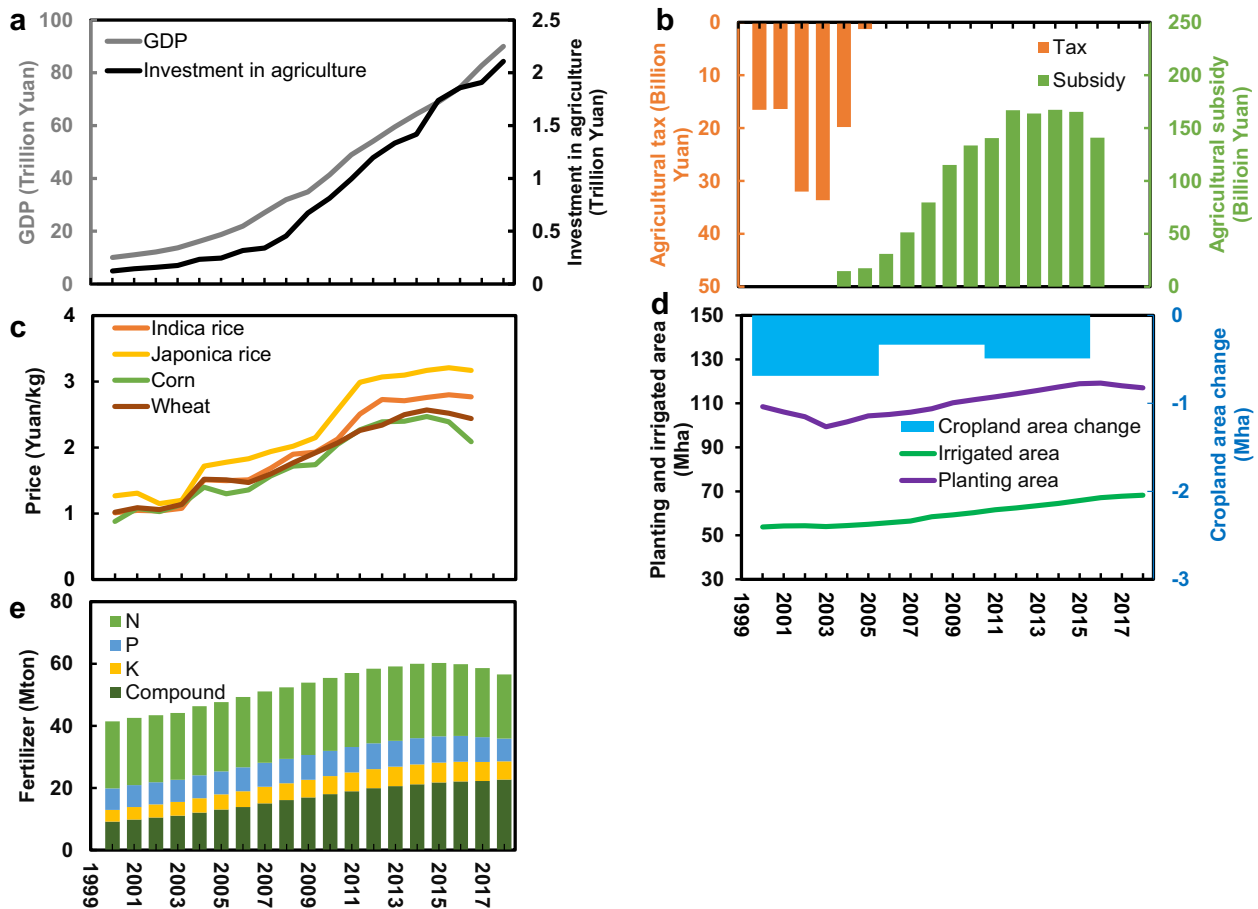 a
100
80
60
40
20
0
GDP (Trillion Yuan)
GDP
Investment in agriculture
2.5
2
1.5
1
0.5
0
Investment in agriculture
(Trillion Yuan)
b
0
10
20
30
40
50
Agricultural tax (Billion
Yuan)
Tax
Subsidy
250
200
150
100
50
0
Agricultural subsidy
(Billioin Yuan)
c
4
3
2
1
0
Price (Yuan/kg)
Indica rice
Japonica rice
Corn
Wheat
d
150
130
110
90
70
50
30
Planting and irrigated area
(Mha)
Cropland area change
Irrigated area
Planting area
0
-1
-2
-3
Cropland area change
(Mha)
1999
2001
2003
2005
2007
2009
2011
2013
2015
2017
e
80
60
40
20
0
Fertilizer (Mton)
N
P
K
Compound
1999
2001
2003
2005
2007
2009
2011
2013
2015
2017